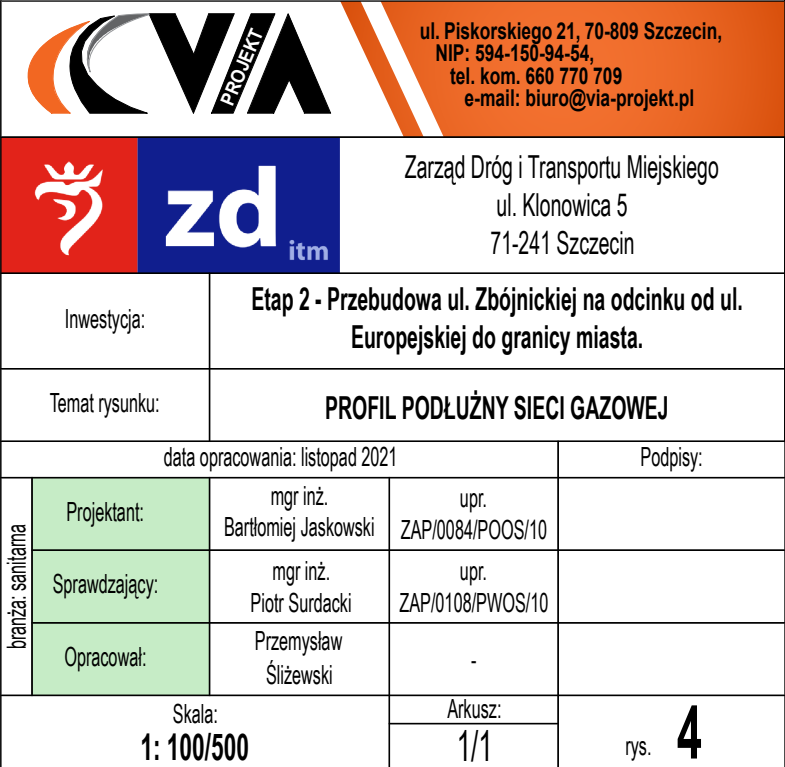 VIA
PROJEKT
ul. Piskorskiego 21, 70-809 Szczecin,
NIP: 594-150-94-54,
tel. kom. 660 770 709
e-mail: biuro@via-projekt.pl
zd
itm
Zarząd Dróg i Transportu Miejskiego
ul. Klonowica 5
71-241 Szczecin
Inwestycja:
Etap 2 - Przebudowa ul. Zbójnickiej na odcinku od ul.
Europejskiej do granicy miasta.
Temat rysunku:
PROFIL PODŁUŻNY SIECI GAZOWEJ
data opracowania: listopad 2021
Podpisy:
branża: sanitarna
Projektant:
mgr inż.
Bartłomiej Jaskowski
upr.
ZAP/0084/POOS/10
Sprawdzający:
mgr inż.
Piotr Surdacki
upr.
ZAP/0108/PWOS/10
Opracował:
Przemysław
Śliżewski
-
Skala:
1: 100/500
Arkusz:
1/1
rys. 4